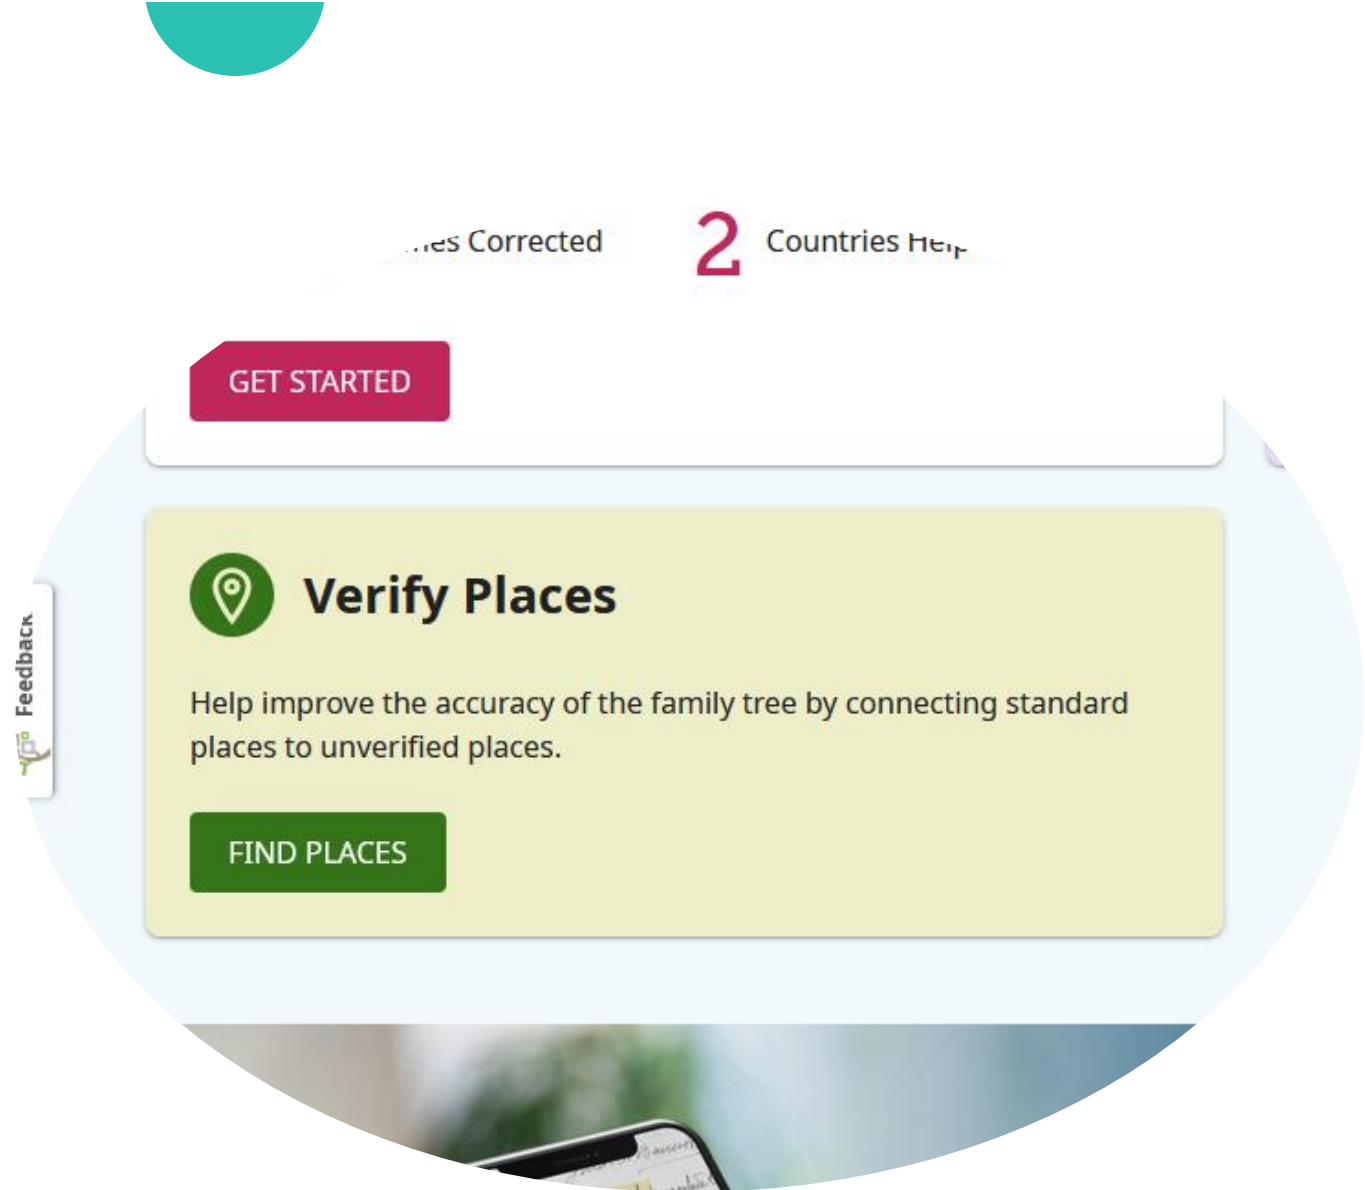 Corrected
2 Countries
GET STARTED
Verify Places
Help improve the accuracy of the family tree by connecting standard
places to unverified places.
FIND PLACES
Feedback